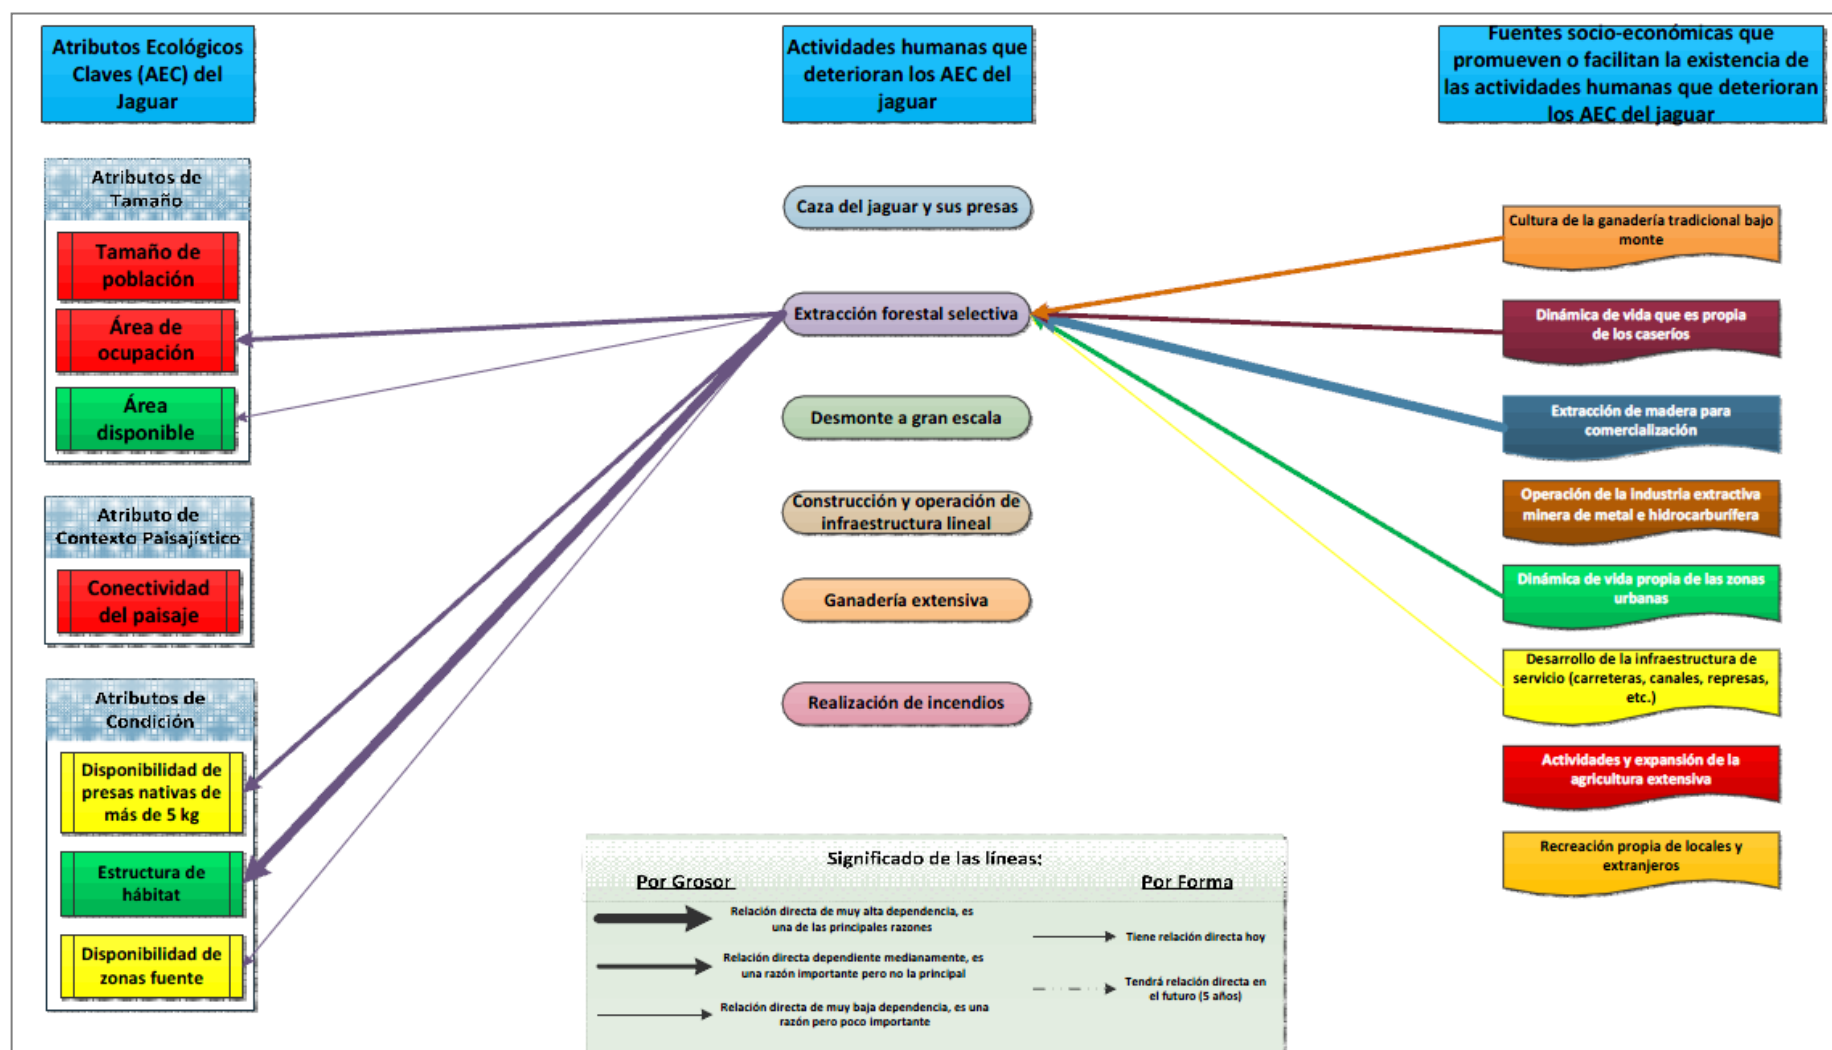 Atributos Ecológicos
Claves (AEC) del
Jaguar
Actividades humanas que
deterioran los AEC del
jaguar
Fuentes socio-económicas que
promueven o facilitan la existencia de
las actividades humanas que deterioran
los AEC del jaguar
Atributos de
Tamaño
Tamaño de
población
Área de
ocupación
Área
disponible
Atributo de
Contexto Paisajístico
Conectividad
del paisaje
Atributos de
Condición
Disponibilidad de
presas nativas de
más de 5 kg
Estructura de
hábitat
Disponibilidad de
zonas fuente
Caza del jaguar y sus presas
Extracción forestal selectiva
Desmonte a gran escala
Construcción y operación de
infraestructura lineal
Ganadería extensiva
Realización de incendios
Cultura de la ganadería tradicional bajo
monte
Dinámica de vida que es propia
de los caseríos
Extracción de madera para
comercialización
Operación de la industria extractiva
minera de metal e hidrocarburífera
Dinámica de vida propia de las zonas
urbanas
Desarrollo de la infraestructura de
servicio (carreteras, canales, represas,
etc.)
Actividades y expansión de la
agricultura extensiva
Recreación propia de locales y
extranjeros
Significado de las líneas:
Por Grosor
Relación directa de muy alta dependencia, es
una de las principales razones
Relación directa dependiente medianamente, es
una razón importante pero no la principal
Relación directa de muy baja dependencia, es una
razón pero poco importante
Por Forma
Tiene relación directa hoy
Tendrá relación directa en
el futuro (5 años)